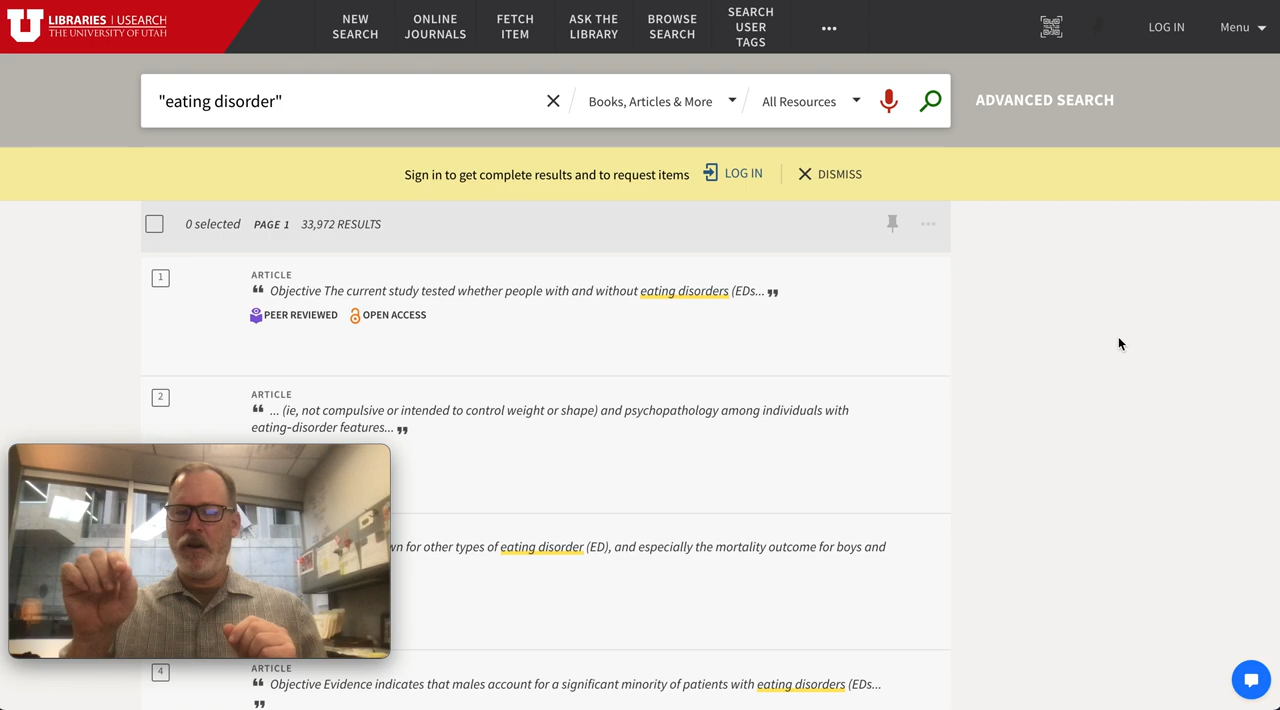 LIBRARIES | USEARCH
THE UNIVERSITY OF UTAH
NEW SEARCH
ONLINE JOURNALS
FETCH ITEM
ASK THE LIBRARY
BROWSE SEARCH
SEARCH USER TAGS
LOG IN
Menu
"eating disorder"
Books, Articles & More
All Resources
ADVANCED SEARCH
Sign in to get complete results and to request items
LOG IN
DISMISS
0 selected PAGE 1 33,972 RESULTS
1
ARTICLE
“ Objective The current study tested whether people with and without eating disorders (EDs... ”
PEER REVIEWED OPEN ACCESS
2
ARTICLE
“ ... (ie, not compulsive or intended to control weight or shape) and psychopathology among individuals with
eating-disorder features... ”
wn for other types of eating disorder (ED), and especially the mortality outcome for boys and
4
ARTICLE
“ Objective Evidence indicates that males account for a significant minority of patients with eating disorders (EDs...
”